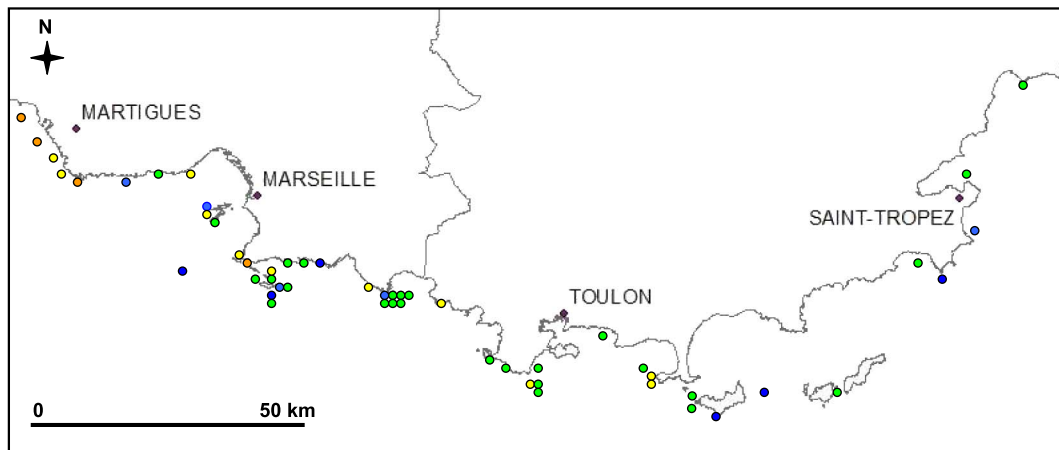 N
MARTIGUES
MARSEILLE
SAINT-TROPEZ
TOULON
0 50 km